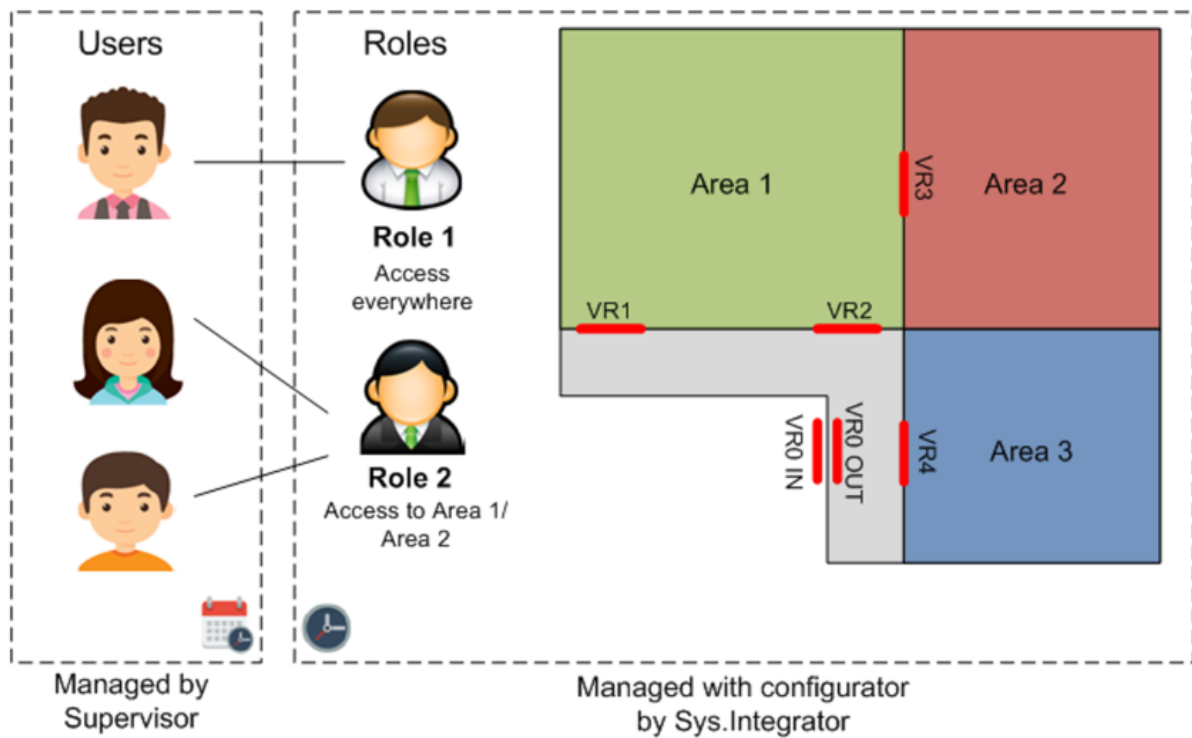 Users
Roles
Role 1
Access
everywhere
Role 2
Access to Area 1/
Area 2
Area 1
Area 2
VR3
VR1
VR2
VR0 IN
VR0 OUT
VR4
Area 3
Managed by
Supervisor
Managed with configurator
by Sys.Integrator